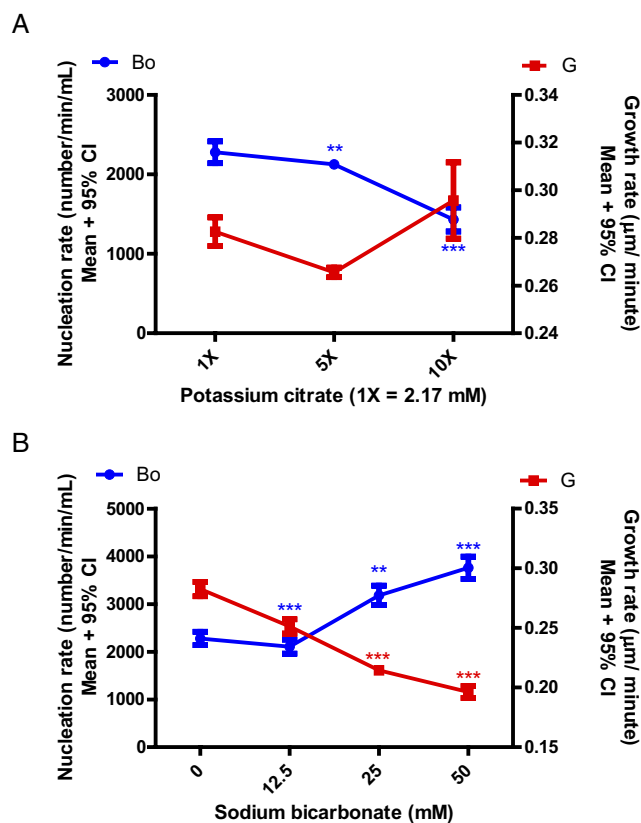 A
Bo
G
Nucleation rate (number/min/mL)
Mean + 95% CI
3000
2000
1000
0
**
***
0.34
0.32
0.30
0.28
0.26
0.24
Growth rate (μm/ minute)
Mean + 95% CI
1X
5X
10X
Potassium citrate (1X = 2.17 mM)
B
Bo
G
Nucleation rate (number/min/mL)
Mean + 95% CI
5000
4000
3000
2000
1000
0
***
**
***
***
***
0.35
0.30
0.25
0.20
0.15
Growth rate (μm/ minute)
Mean + 95% CI
0
12.5
25
50
Sodium bicarbonate (mM)